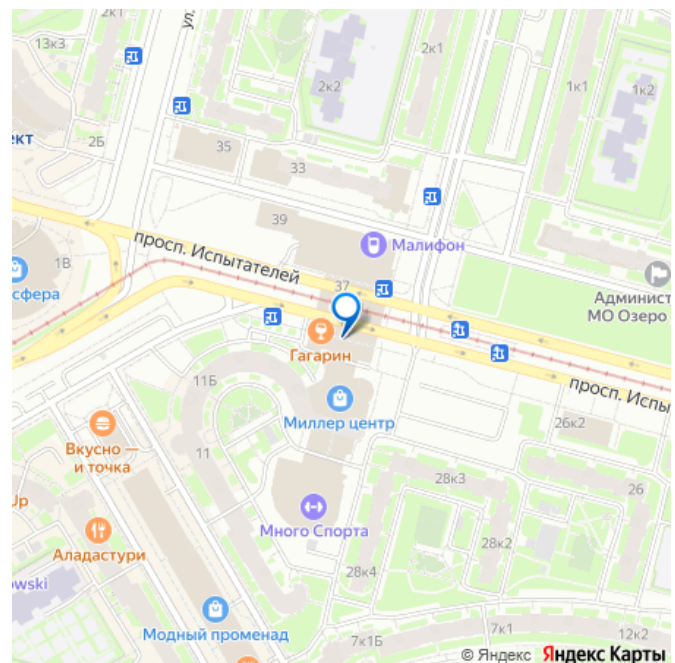 13к3
ул.
2к1
2к2
1к1
1к2
ект
2Б
35
33
39
просп. Испытателей
Малифон
1В
сфера
37
Админист
МО Озеро
Гагарин
11Б
просп. Испы
Миллер центр
26к2
Вкусно —
и точка
11
28к3
26
Up
Много Спорта
Аладастури
28к2
28к4
wski
Модный променад
7к1Б
7к1
12к2
© Яндекс Яндекс Карты